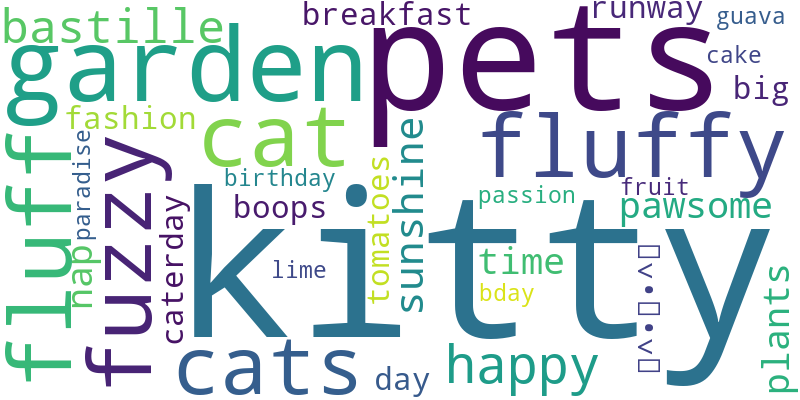 breakfast
runway
guava
bastille
garden
pets
cake
big
fashion
cat
fluffy
fluff
paradise
fuzzy
sunshine
tomatoes
birthday
passion
fruit
boops
pawsome
caterday
nap
kitty
lime
time
bday
plants
cats
day
happy